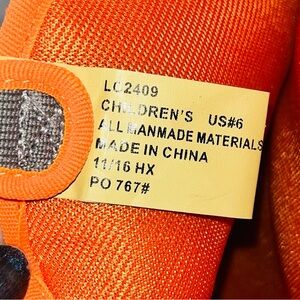 LC2409
CHILDREN'S US#6
ALL MANMADE MATERIALS
MADE IN CHINA
11/16 HX
PO 767#